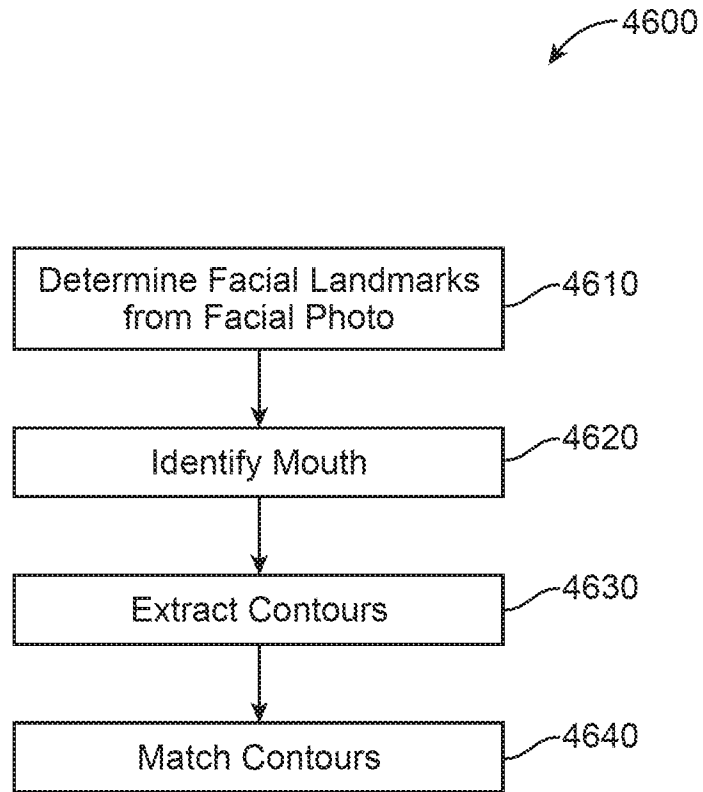 4600
Determine Facial Landmarks
from Facial Photo
4610
Identify Mouth
4620
Extract Contours
4630
Match Contours
4640